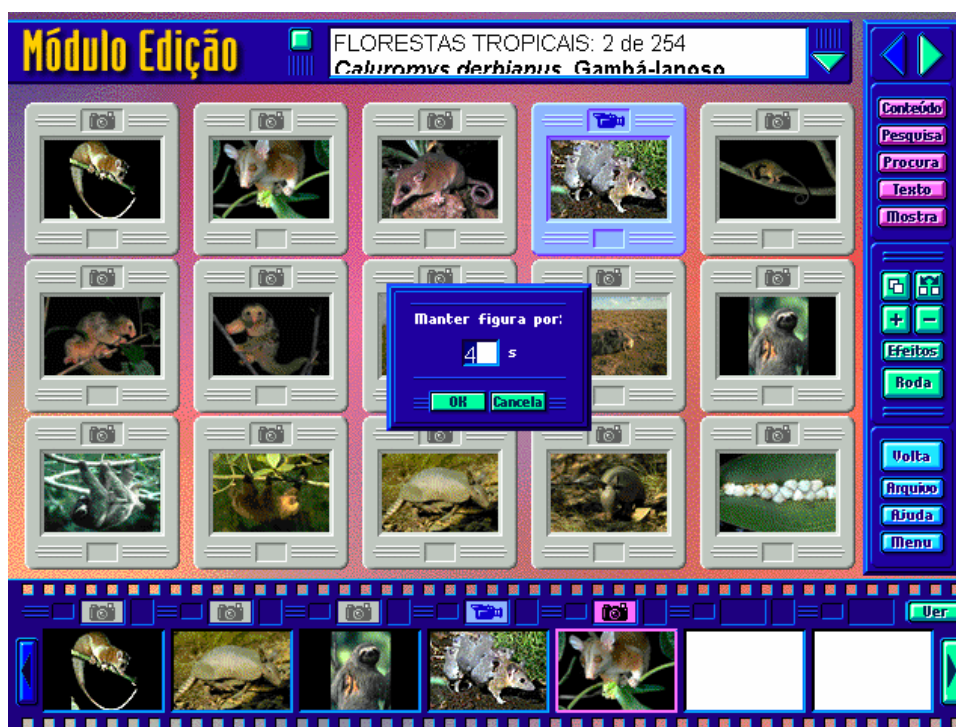 Módulo Edição
FLORESTAS TROPICAIS: 2 de 254
Caluromys derbianus Gambá-lanoso
Conteúdo
Pesquisa
Procura
Texto
Mostra
Manter figura por:
4 s
OK Cancela
+ -
Efeitos
Roda
Volta
Arquivo
Ajuda
Menu
Ver